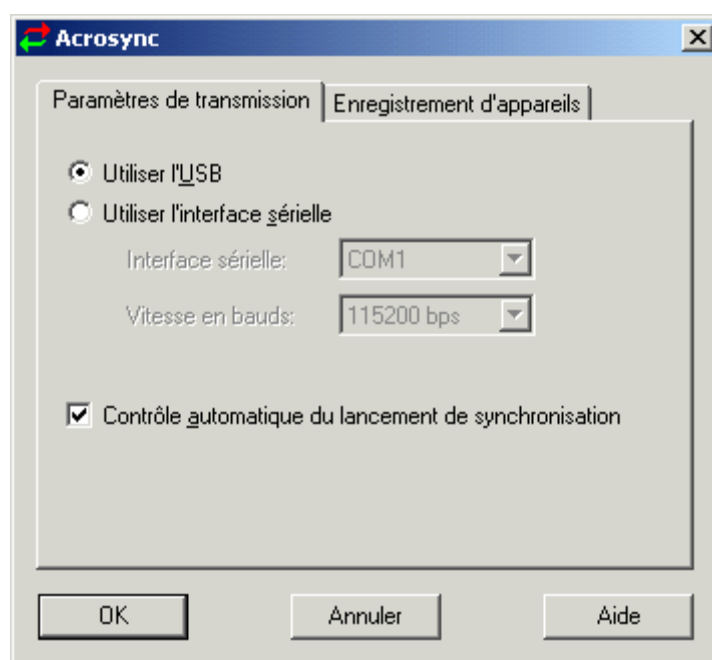 Acrosync
Paramètres de transmission
Enregistrement d'appareils
Utiliser l'USB
Utiliser l'interface sérielle
Interface sérielle: COM1
Vitesse en bauds: 115200 bps
Contrôle automatique du lancement de synchronisation
OK Annuler Aide